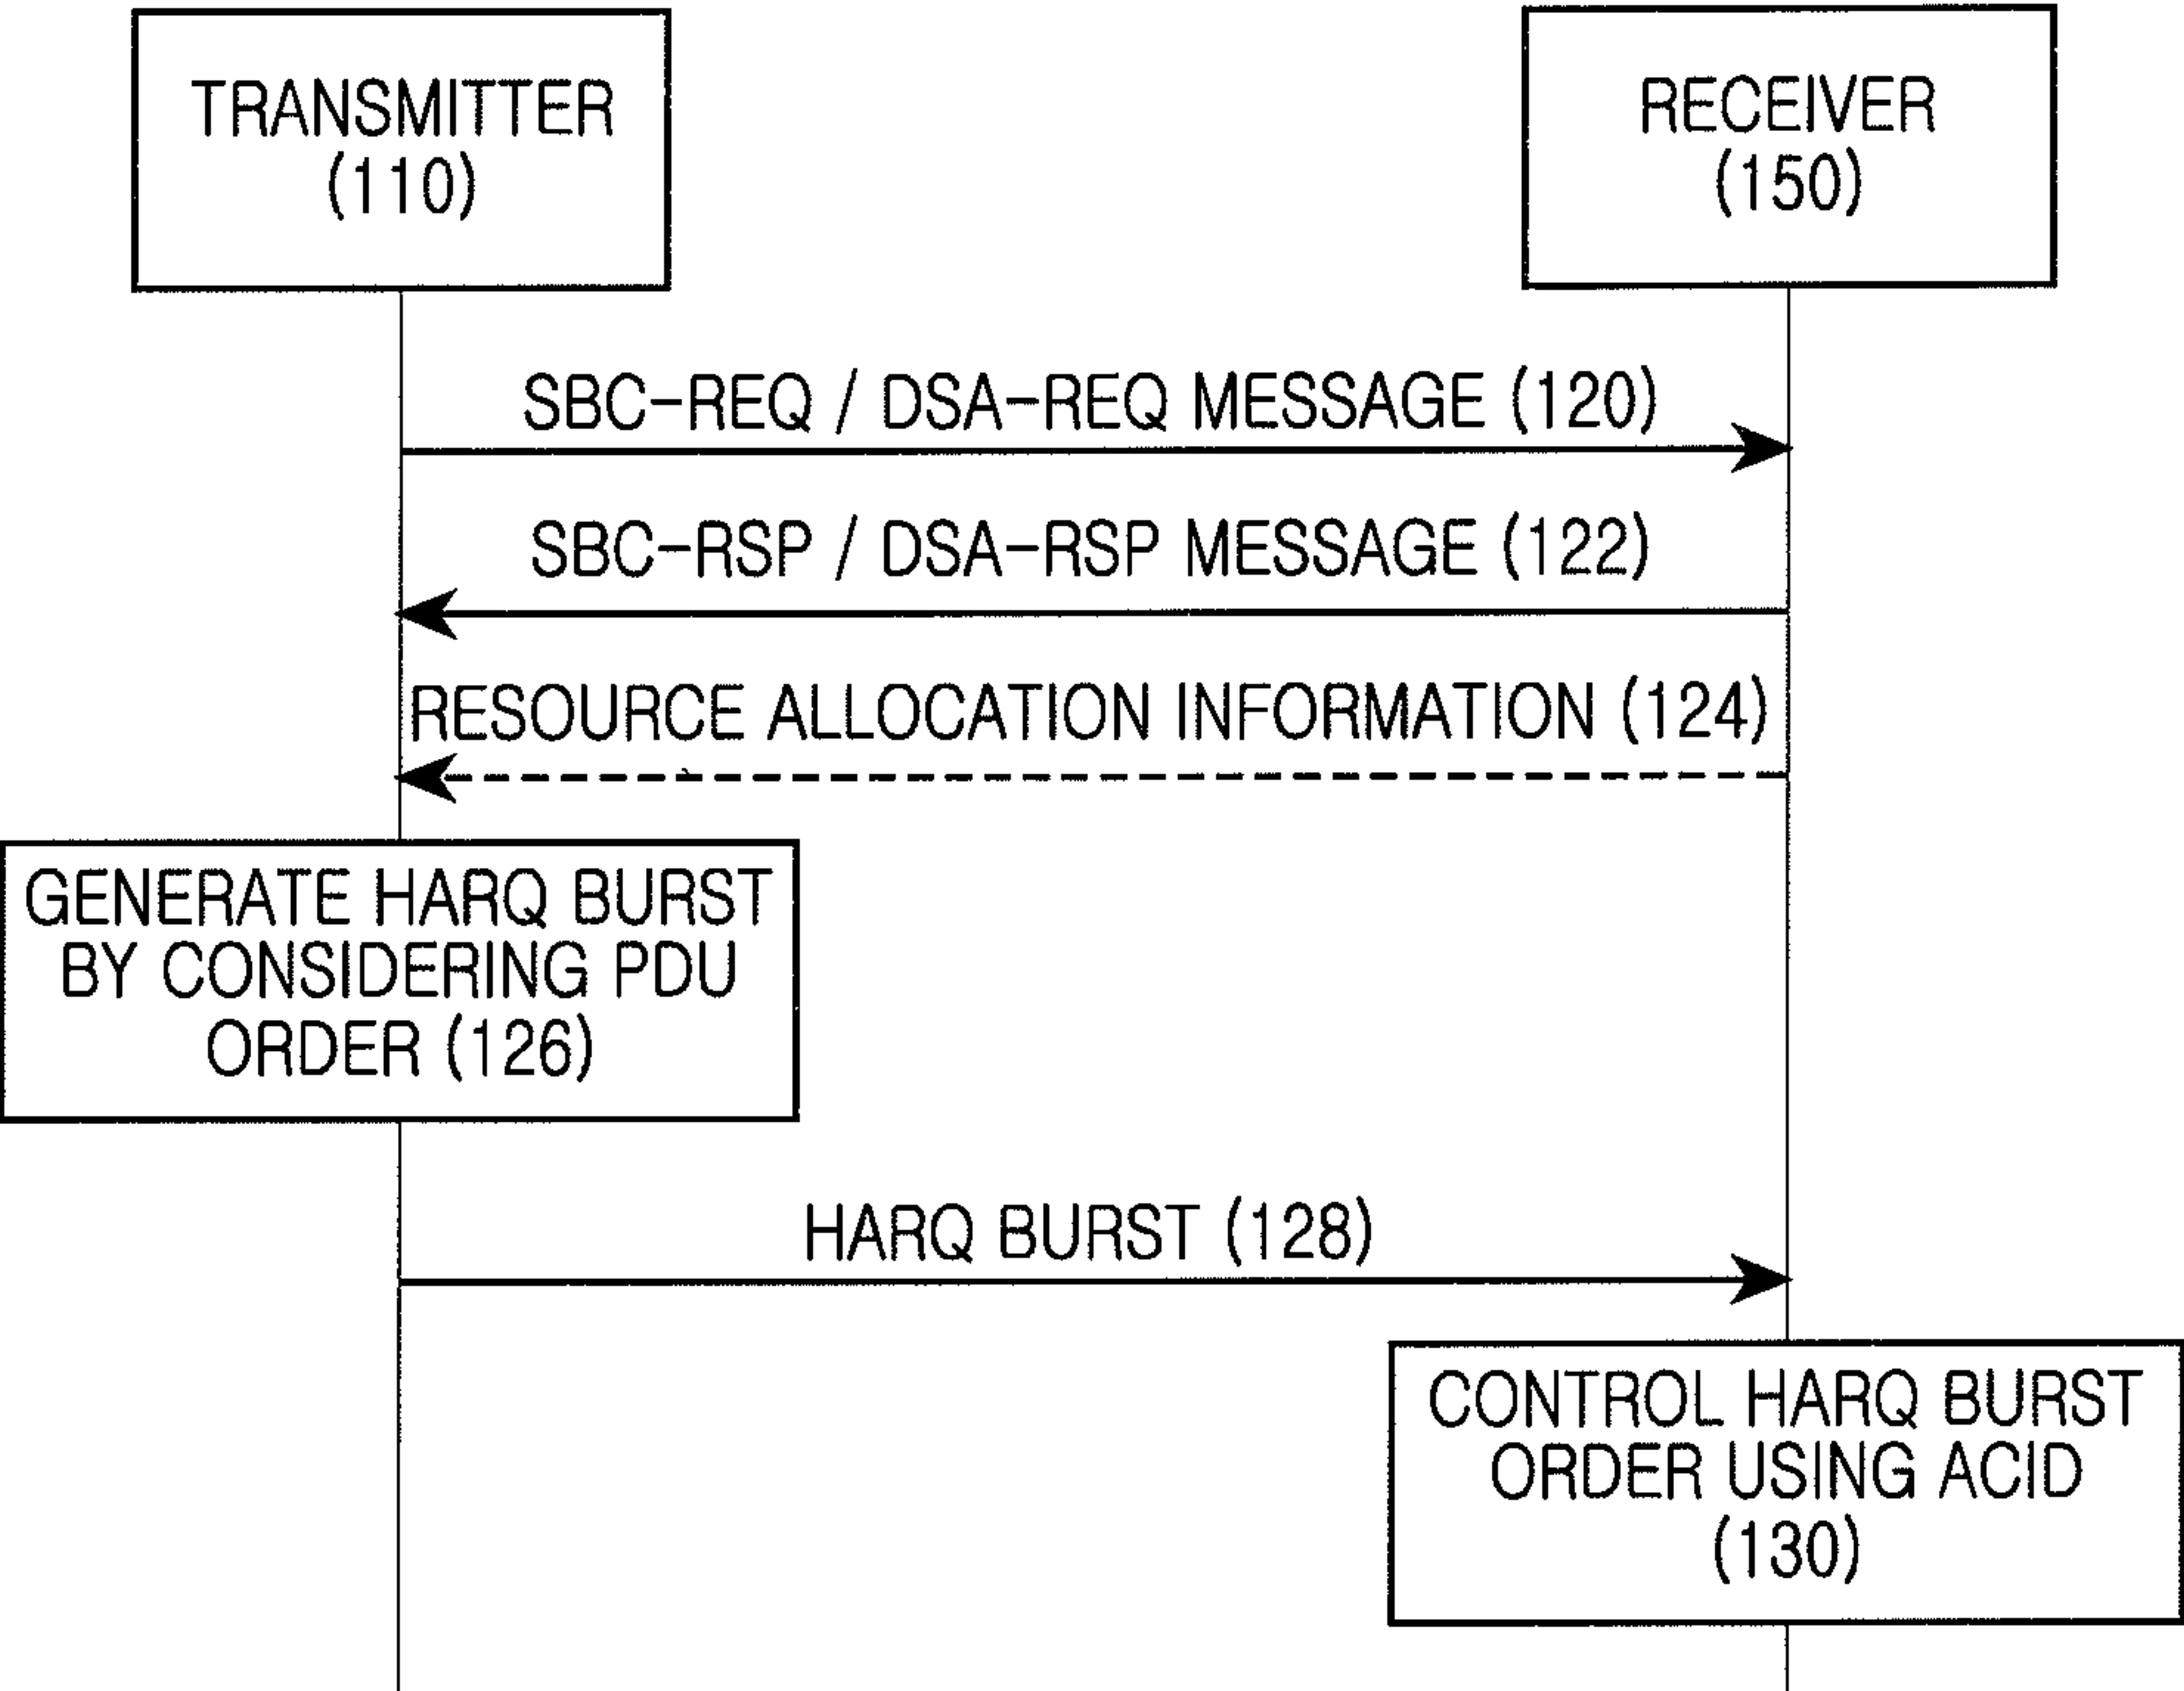 TRANSMITTER
(110)
RECEIVER
(150)
SBC-REQ / DSA-REQ MESSAGE (120)
SBC-RSP / DSA-RSP MESSAGE (122)
RESOURCE ALLOCATION INFORMATION (124)
GENERATE HARQ BURST
BY CONSIDERING PDU
ORDER (126)
HARQ BURST (128)
CONTROL HARQ BURST
ORDER USING ACID
(130)